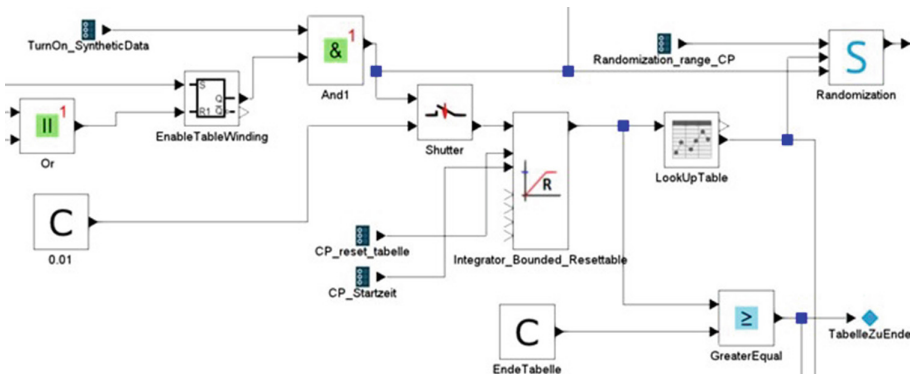 TurnOn_SyntheticData
&
1
And1
Randomization_range_CP
S
Randomization
S
R1
Q
Q
EnableTableWinding
1
Or
Shutter
LookUpTable
C
0.01
R
CP_reset_tabelle
Integrator_Bounded_Resettable
CP_Startzeit
C
EndeTabelle
≥
GreaterEqual
TabelleZuEnde